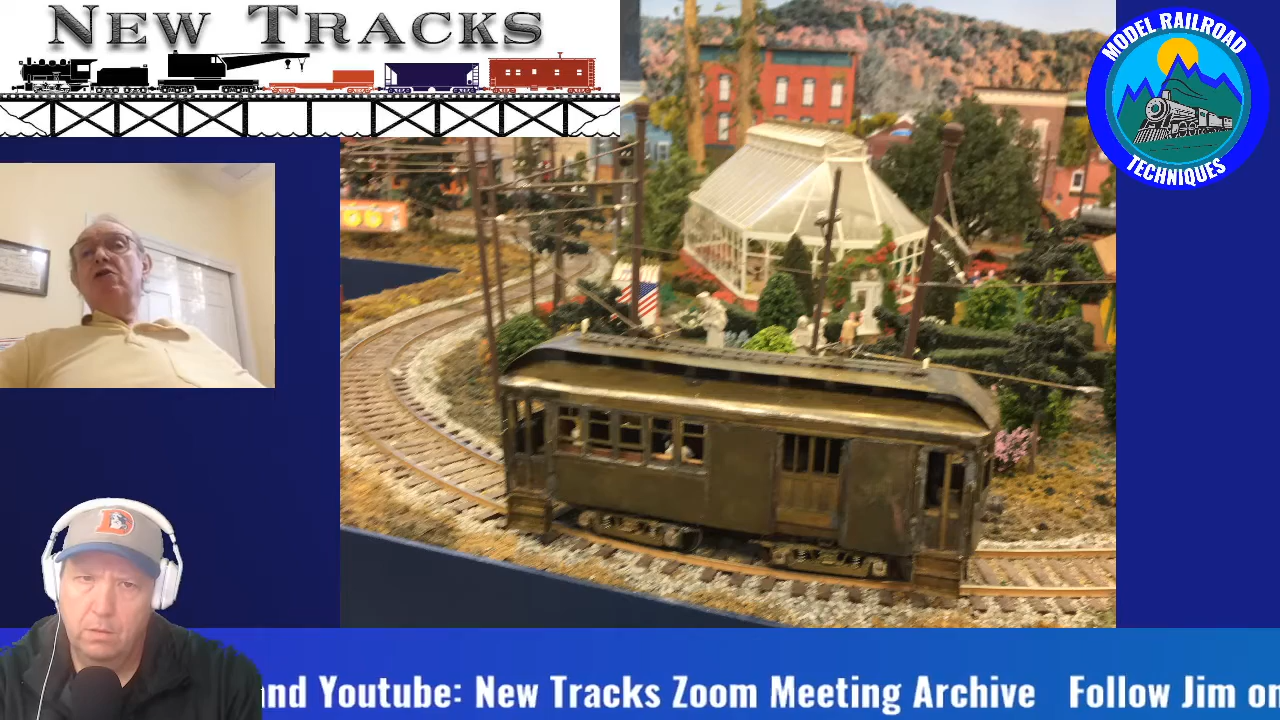 NEW TRACKS
MODEL RAILROAD
TECHNIQUES
and Youtube: New Tracks Zoom Meeting Archive Follow Jim on